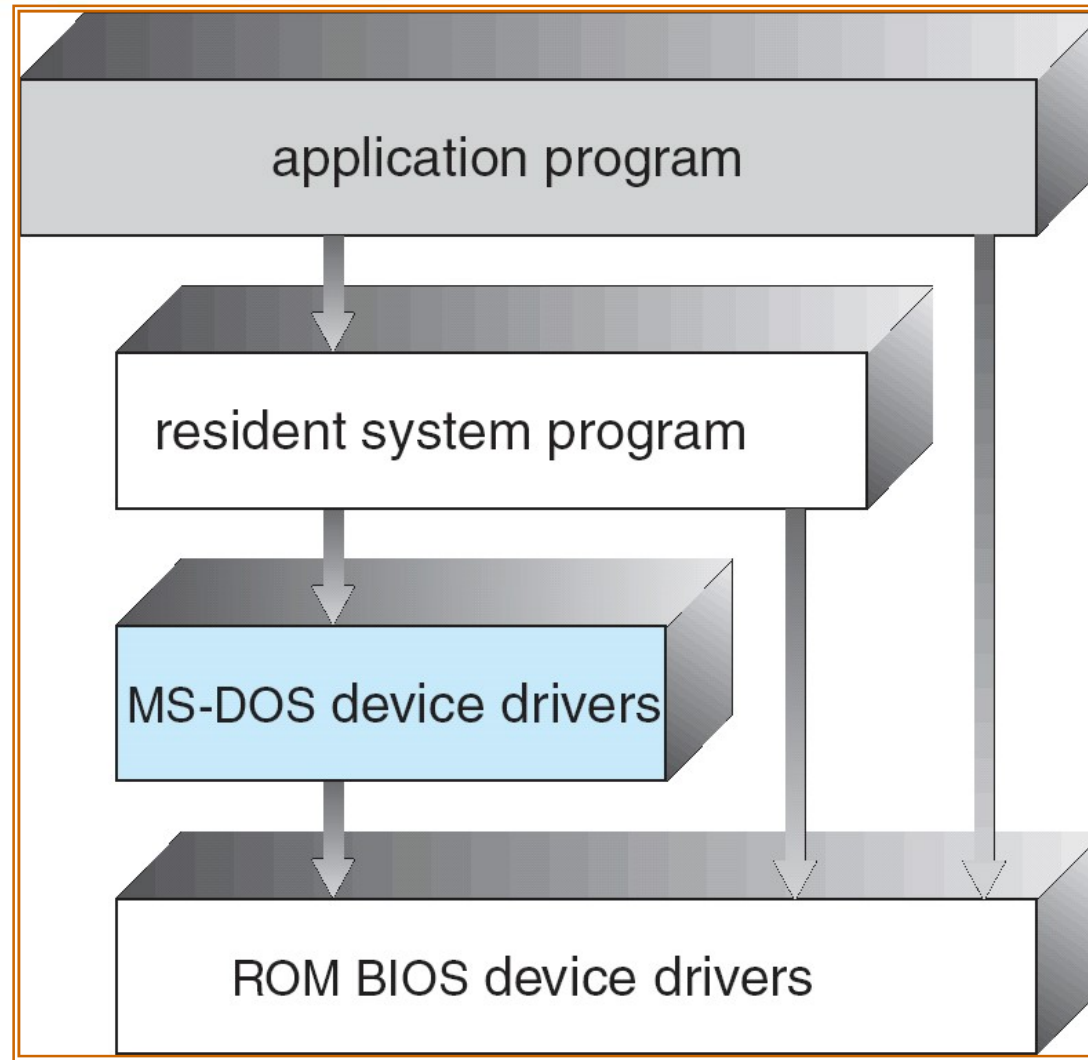 application program
resident system program
MS-DOS device drivers
ROM BIOS device drivers